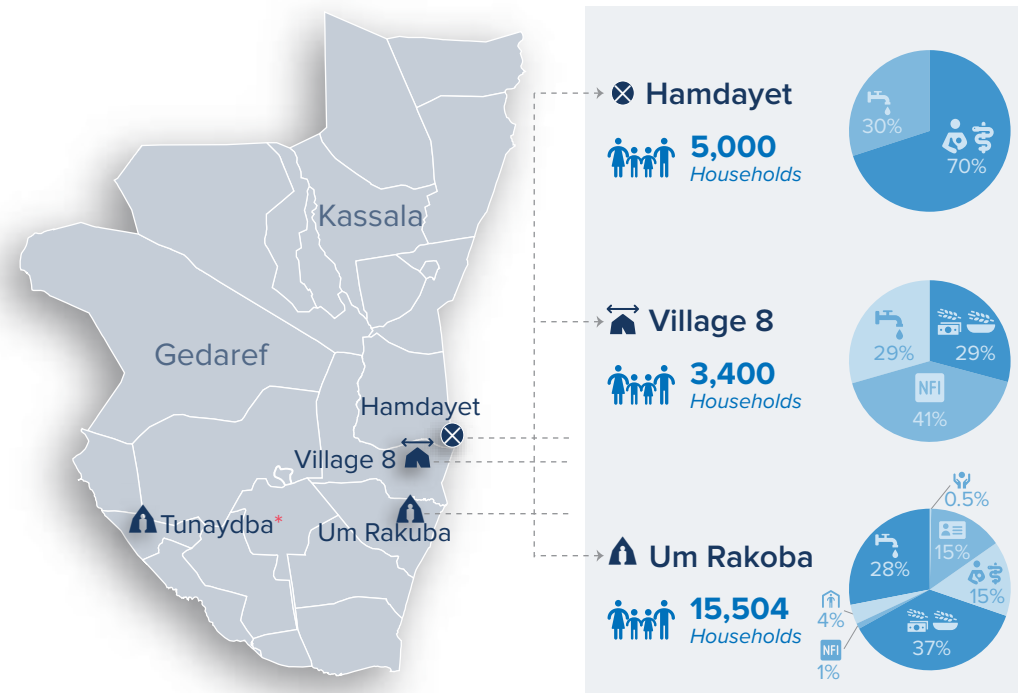 Kassala
Gedaref
Hamdayet
Village 8
Tunaydba*
Um Rakuba
Hamdayet
5,000
Households
30%
70%
Village 8
3,400
Households
29%
29%
NFI
41%
Um Rakoba
15,504
Households
0.5%
15%
28%
15%
4%
37%
NFI
1%